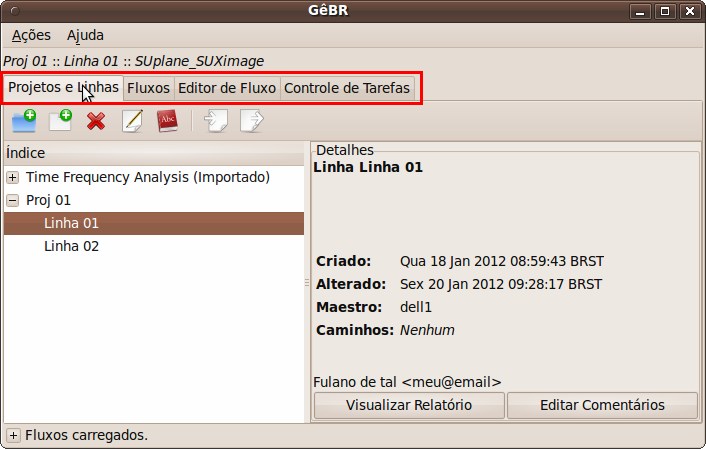 GêBR
Ações Ajuda
Proj 01 :: Linha 01 :: SUplane_SUXimage
Projetos e Linhas Fluxos Editor de Fluxo Controle de Tarefas
Abc
Índice
Time Frequency Analysis (Importado)
Proj 01
Linha 01
Linha 02
Detalhes
Linha Linha 01
Criado: Qua 18 Jan 2012 08:59:43 BRST
Alterado: Sex 20 Jan 2012 09:28:17 BRST
Maestro: dell1
Caminhos: Nenhum
Fulano de tal <meu@email>
Visualizar Relatório Editar Comentários
Fluxos carregados.